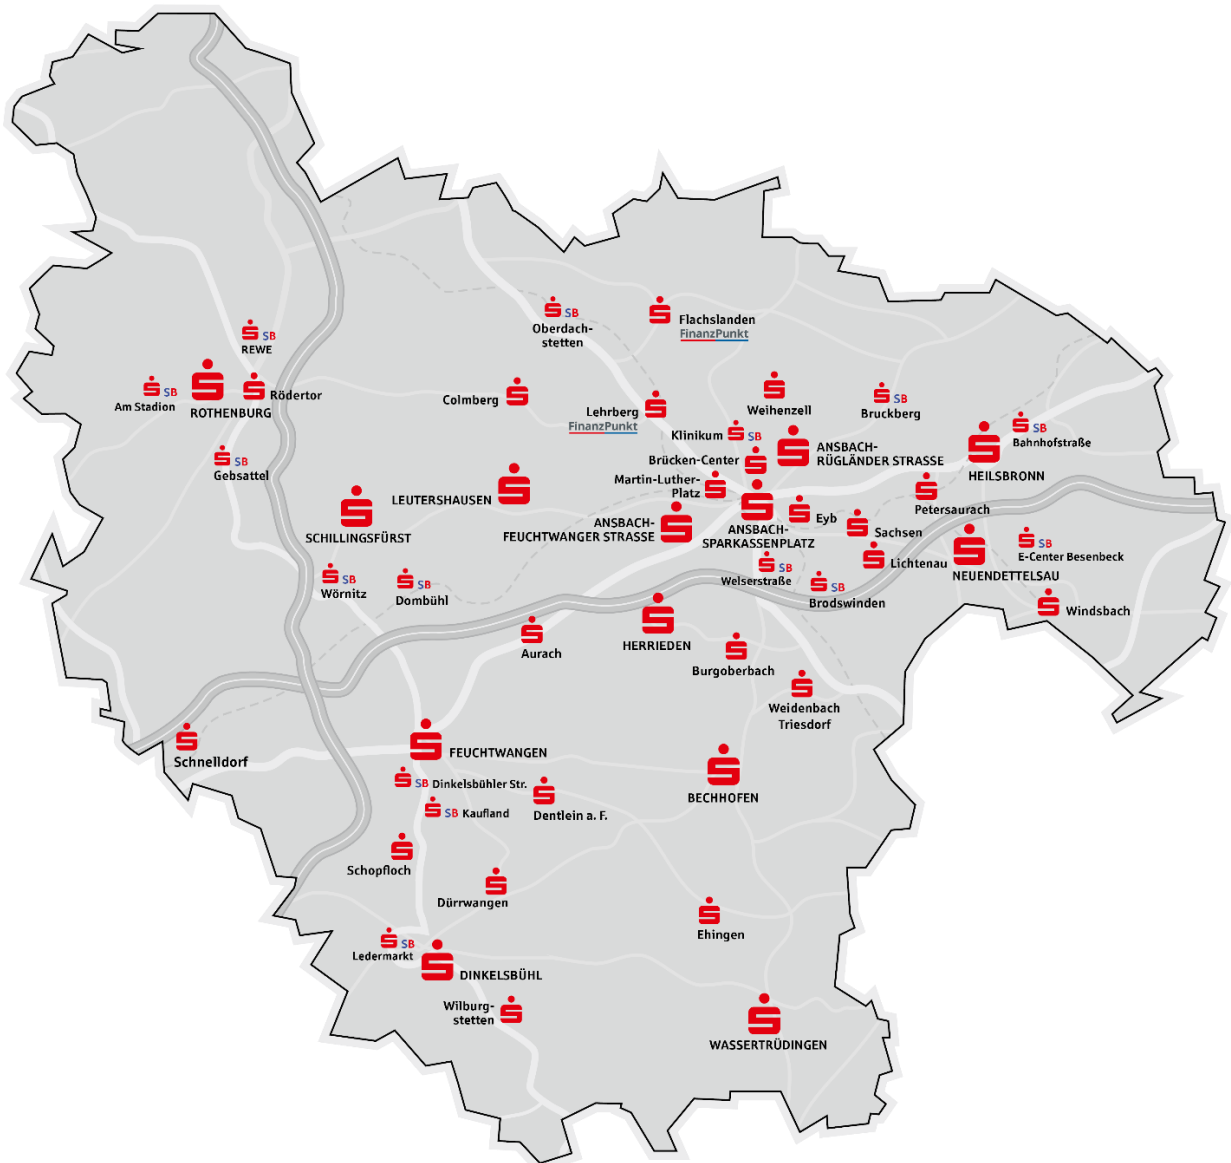 SB
Oberdach-
stetten
Flachslanden
FinanzPunkt
SB
REWE
SB
Am Stadion
ROTHENBURG
Rödertor
Colmberg
Lehrberg
FinanzPunkt
Weihenzell
SB
Bruckberg
Klinikum SB
ANSBACH-
RÜGLÄNDER STRASSE
SB
Bahnhofstraße
HEILSBRONN
SB
Gebsattel
Brücken-Center
Martin-Luther-
Platz
LEUTERSHAUSEN
SCHILLINGSFÜRST
ANSBACH-
FEUCHTWANGER STRASSE
ANSBACH-
SPARKASSENPLATZ
Eyb
Petersaurach
Sachsen
Lichtenau
SB
E-Center Besenbeck
NEUENDETTELSAU
SB
Wörnitz
SB
Dombühl
SB
Welserstraße
SB
Brodswinden
Windsbach
Aurach
HERRIEDEN
Burgoberbach
Weidenbach
Triesdorf
Schnelldorf
FEUCHTWANGEN
SB Dinkelsbühler Str.
SB Kaufland
Dentlein a. F.
BECHHOFEN
Schopfloch
Dürrwangen
Ehingen
SB
Ledermarkt
DINKELSBÜHL
Wilburg-
stetten
WASSERTRÜDINGEN